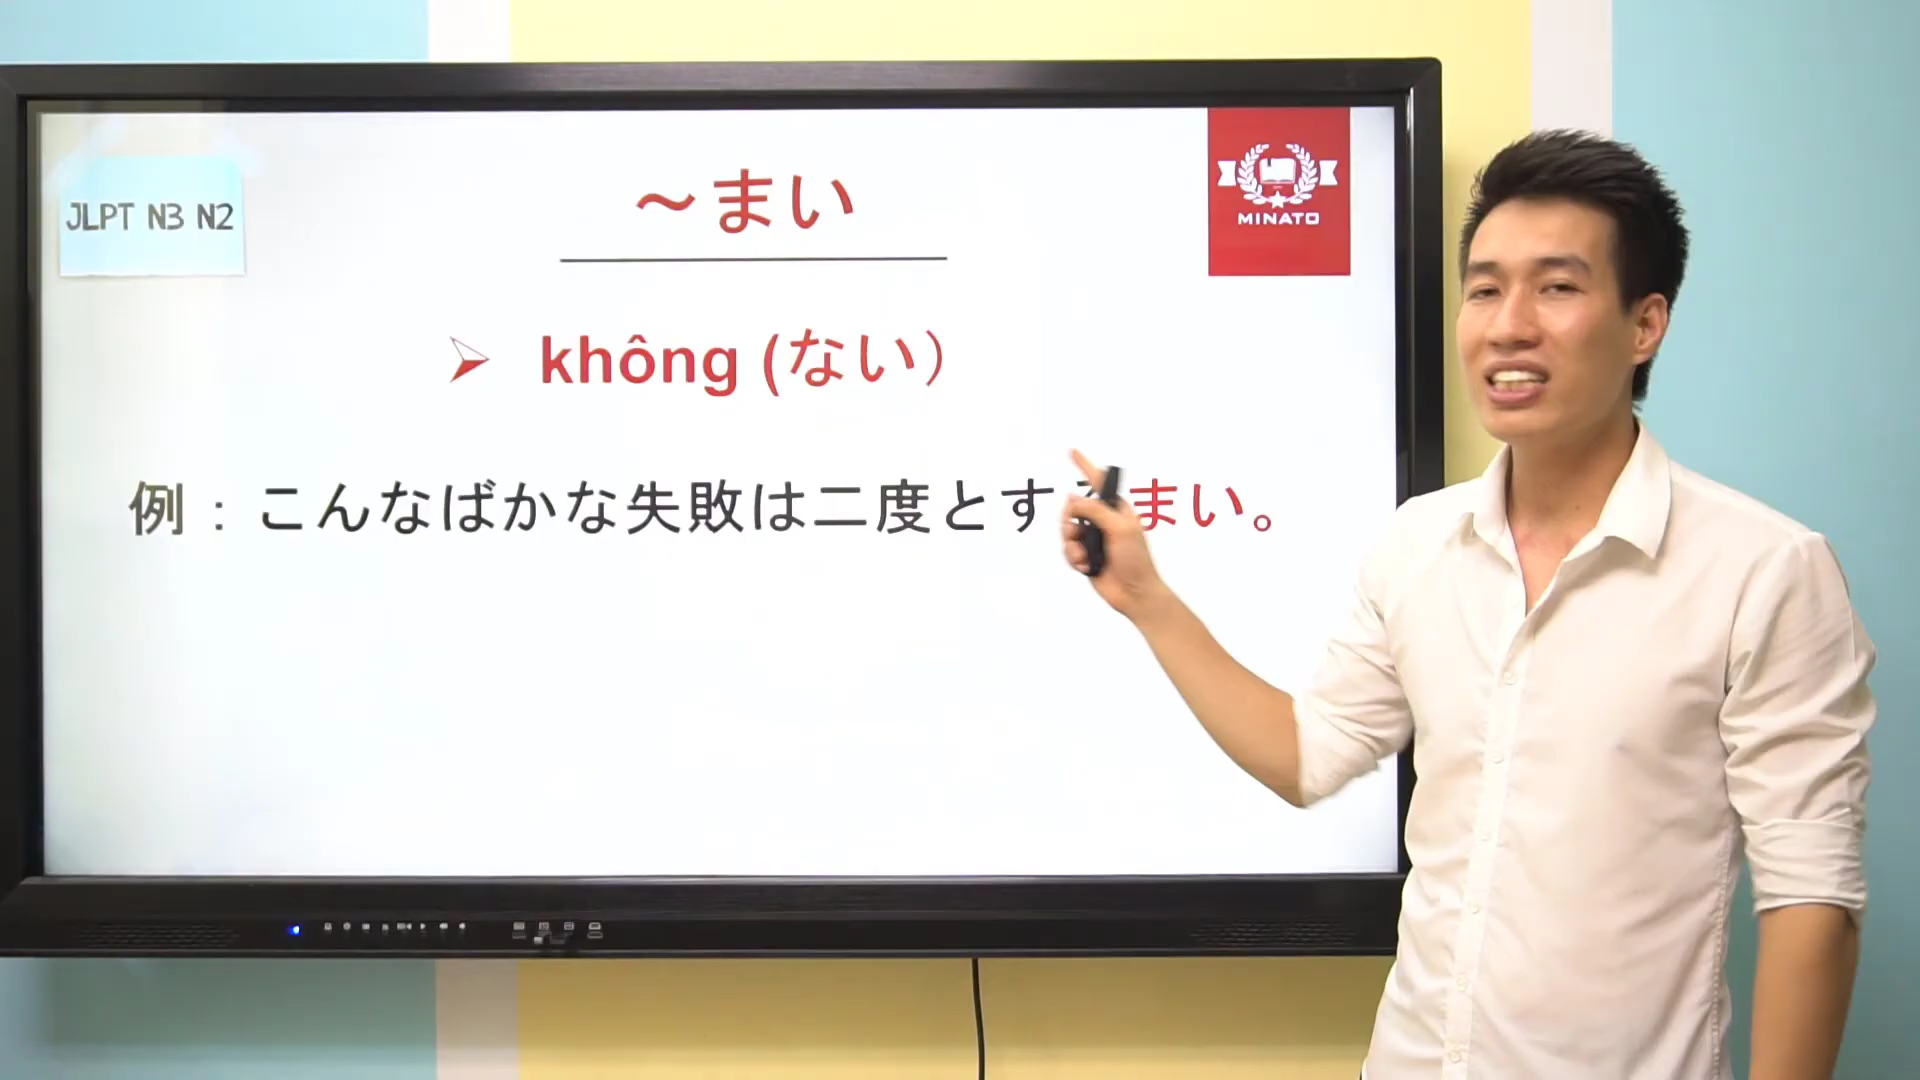 JLPT N3 N2
～まい
MINATO
➢ không (ない）
例：こんなばかな失敗は二度とするまい。